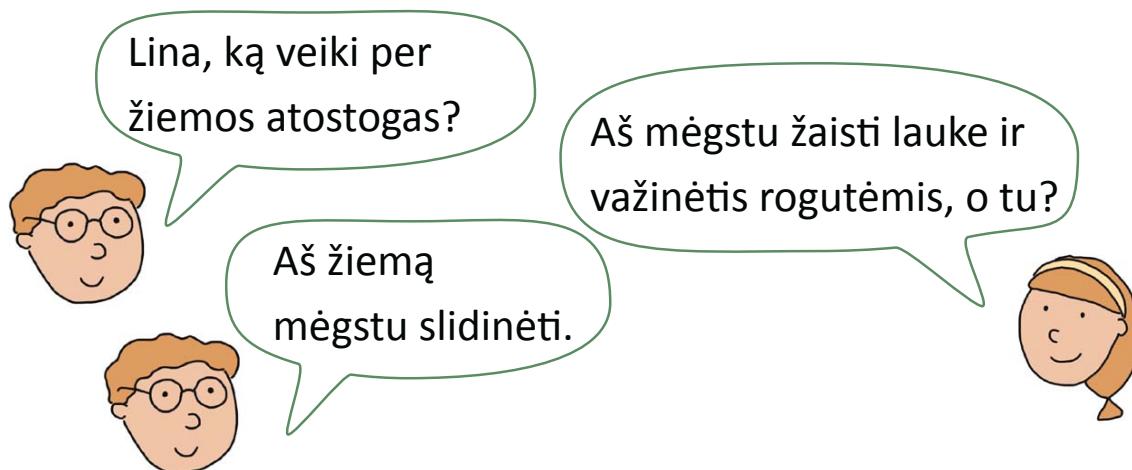 Lina, ką veiki per
žiemos atostogas?
Aš mėgstu žaisti lauke ir
važinėtis rogutėmis, o tu?
Aš žiemą
mėgstu slidinėti.